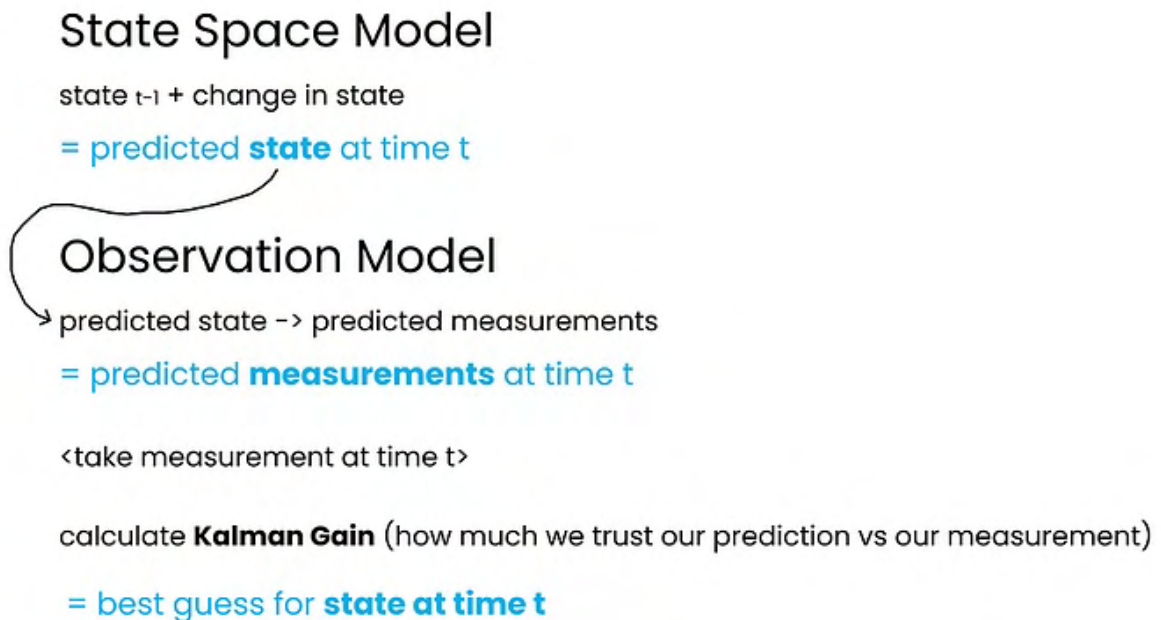 State Space Model
state t-1 + change in state
= predicted state at time t
Observation Model
predicted state -> predicted measurements
= predicted measurements at time t
<take measurement at time t>
calculate Kalman Gain (how much we trust our prediction vs our measurement)
= best guess for state at time t